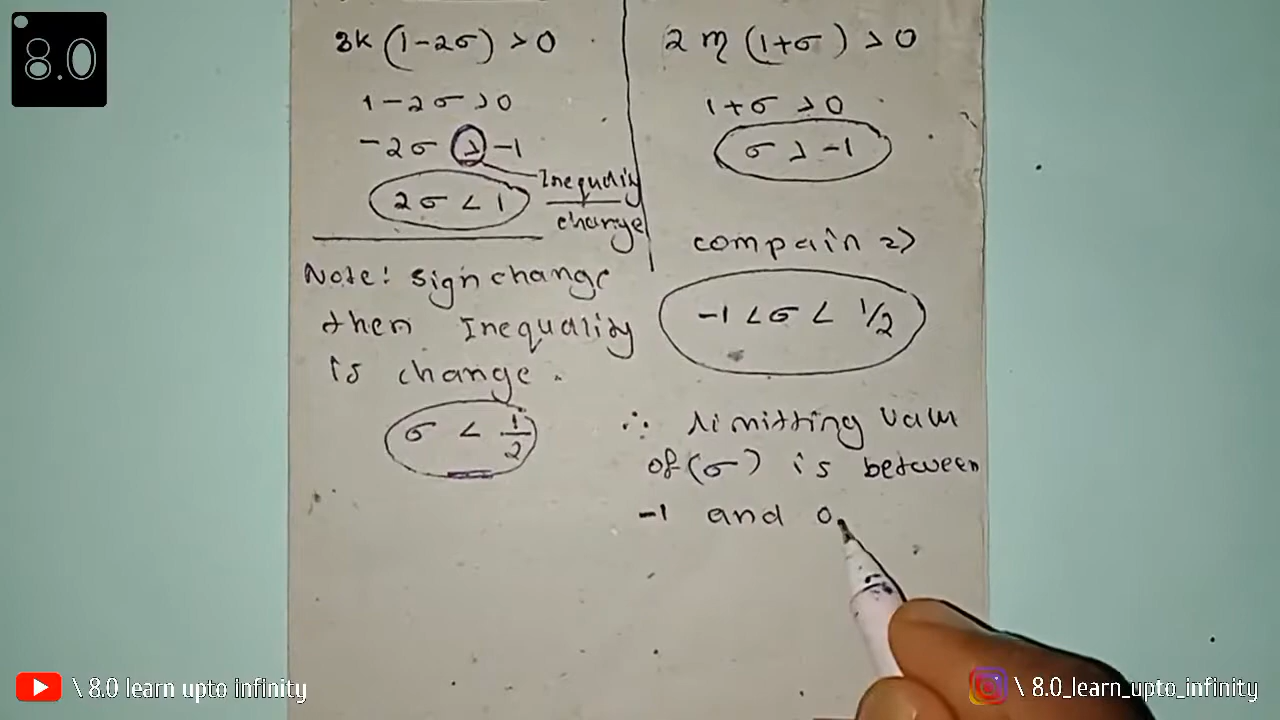 8.0
3k (1-2σ) > 0
1-2σ > 0
-2σ > -1
Inequality
change
2σ < 1
Note: sign change
then Inequality
is change.
σ < 1/2
2 η (1+σ) > 0
1+σ > 0
σ > -1
compain =>
-1 < σ < 1/2
∴ limitting valu
of (σ) is between
-1 and 0.
\ 8.0 learn upto infinity
\ 8.0_learn_upto_infinity